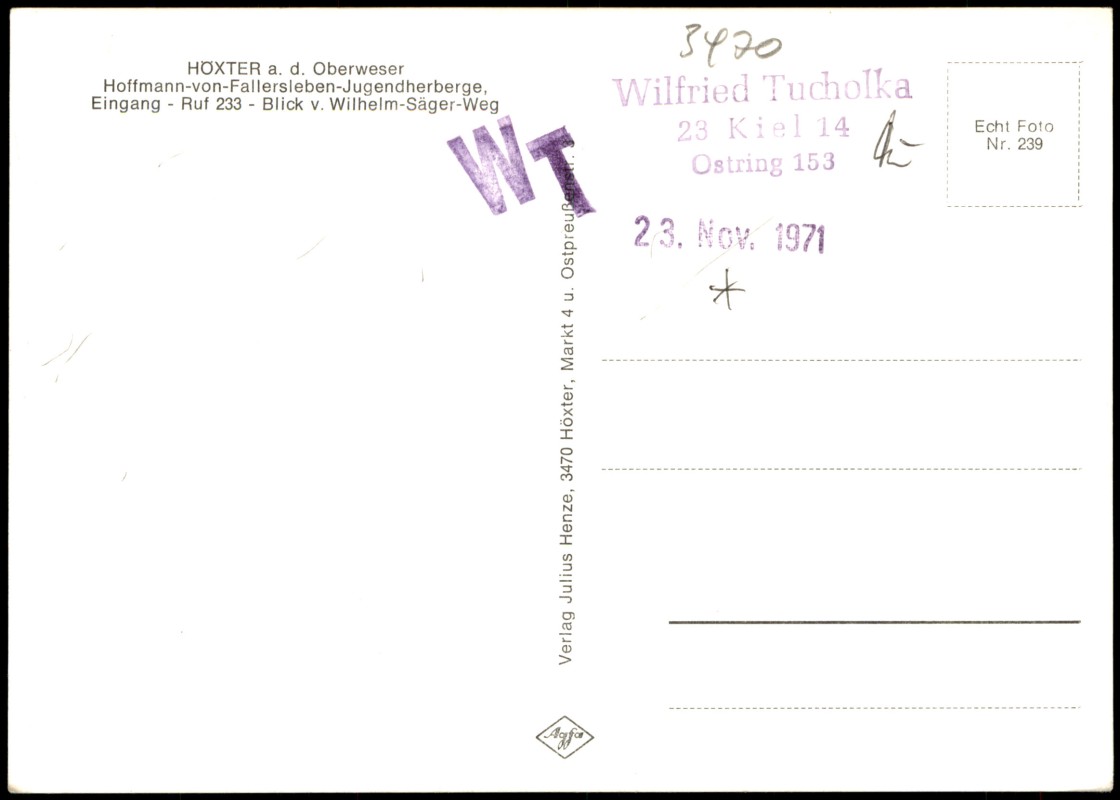 HÖXTER a. d. Oberweser
Hoffmann-von-Fallersleben-Jugendherberge,
Eingang - Ruf 233 - Blick v. Wilhelm-Säger-Weg
WT
3470
Wilfried Tucholka
23 Kiel 14
Ostring 153
23. Nov. 1971
*
Echt Foto
Nr. 239
Verlag Julius Henze, 3470 Höxter, Markt 4 u. Ostpreußenstr.
Agfa